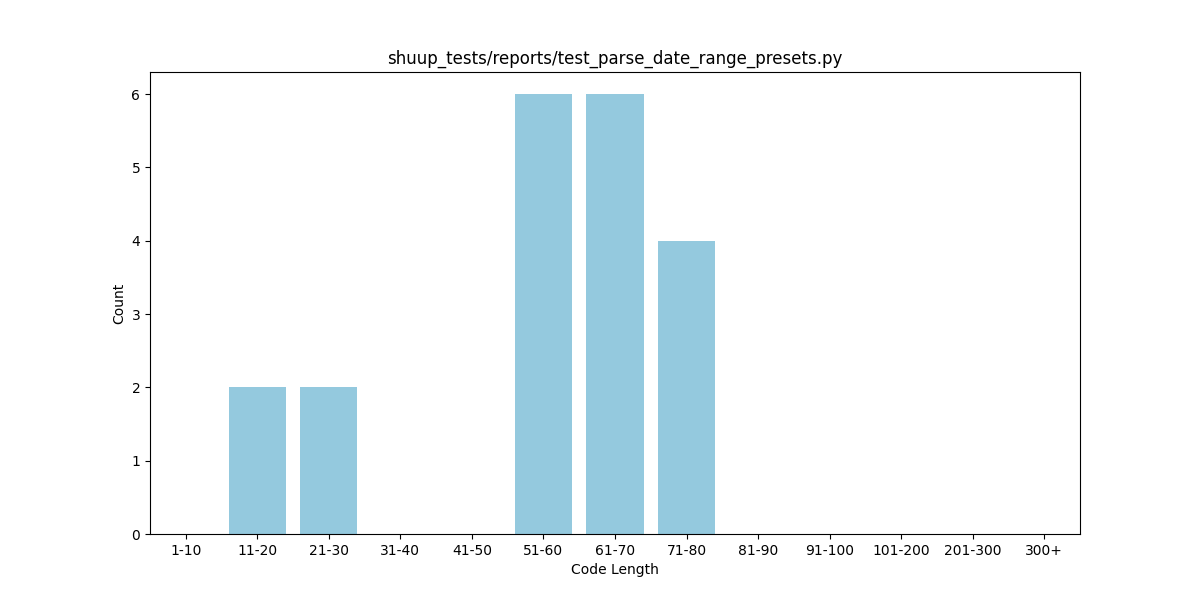 shuup_tests/reports/test_parse_date_range_presets.py
Count
6
5
4
3
2
1
0
1-10 11-20 21-30 31-40 41-50 51-60 61-70 71-80 81-90 91-100 101-200 201-300 300+
Code Length